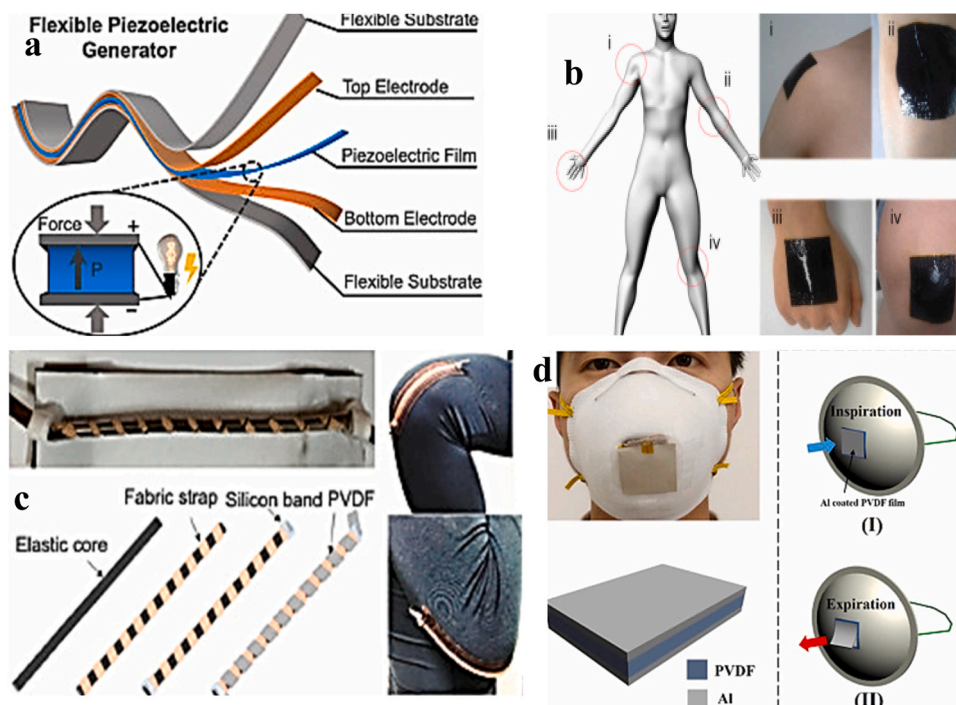 Flexible Piezoelectric
Generator
a
Flexible Substrate
Top Electrode
Piezoelectric Film
Bottom Electrode
Flexible Substrate
Force
+
P
−
b
i
ii
iii
iv
i
ii
iii
iv
c
Elastic core
Fabric strap
Silicon band
PVDF
d
Inspiration
Al coated PVDF film
(I)
Expiration
(II)
PVDF
Al